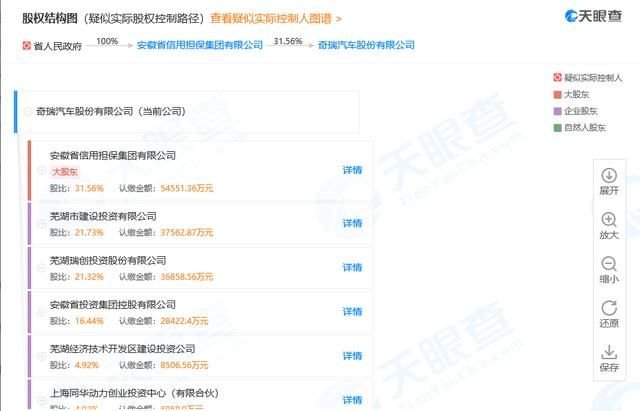 股权结构图（疑似实际股权控制路径）查看疑似实际控制人图谱 >
天眼查
省人民政府 100% 安徽省信用担保集团有限公司 31.56% 奇瑞汽车股份有限公司
疑似实际控制人
大股东
企业股东
自然人股东
奇瑞汽车股份有限公司（当前公司）
安徽省信用担保集团有限公司
大股东
详情
股比：31.56% 认缴金额：54551.36万元
芜湖市建设投资有限公司
详情
股比：21.73% 认缴金额：37562.87万元
芜湖瑞创投资股份有限公司
详情
股比：21.32% 认缴金额：36858.56万元
安徽省投资集团控股有限公司
详情
股比：16.44% 认缴金额：28422.4万元
芜湖经济技术开发区建设投资公司
详情
股比：4.92% 认缴金额：8506.56万元
上海同华动力创业投资中心（有限合伙）
详情
展开
放大
缩小
还原
保存
天眼查
TianYanCha.com